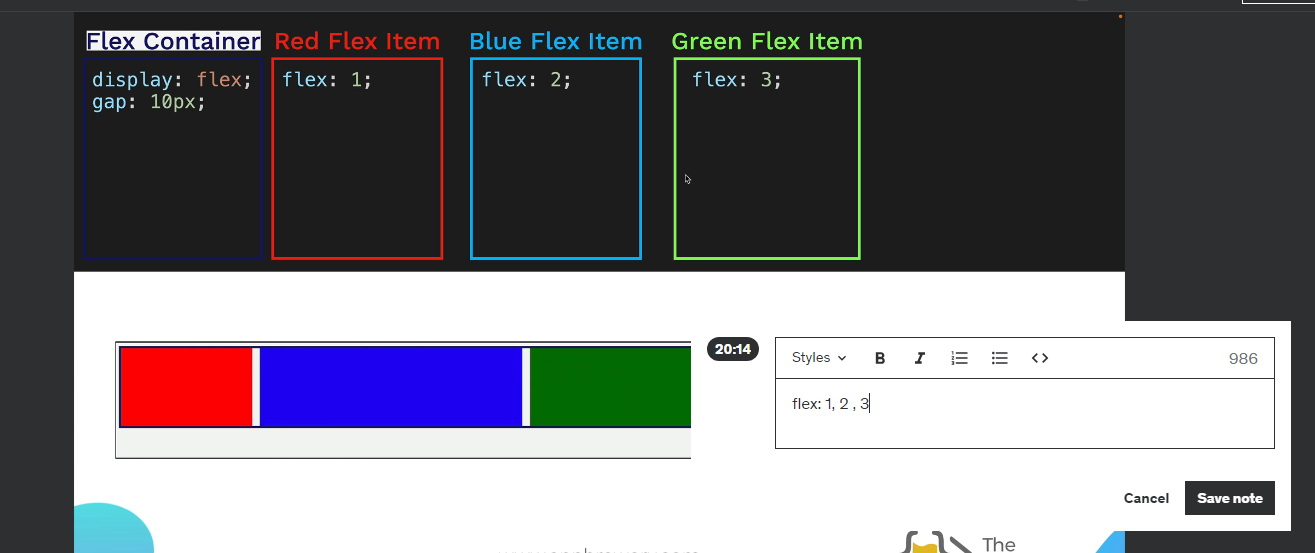 Flex Container Red Flex Item Blue Flex Item Green Flex Item
display: flex; flex: 1; flex: 2; flex: 3;
gap: 10px;
20:14
Styles B I <> 986
flex: 1, 2 , 3
Cancel Save note
The